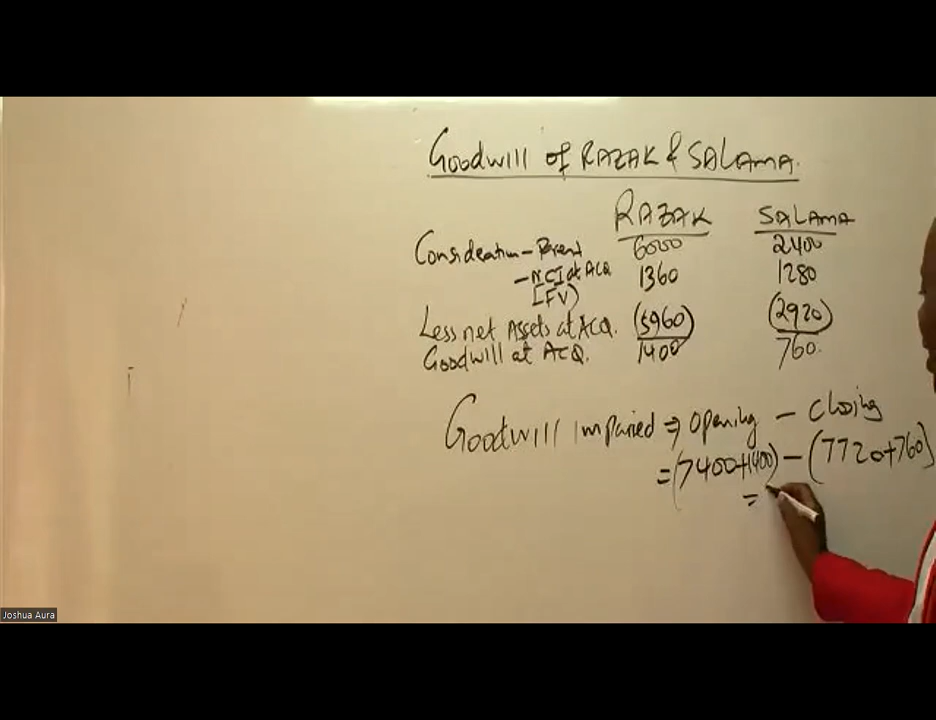 Goodwill of RAZAK & SALAMA.
RAZAK SALAMA
Consideration - Parent 6000 2400
- NCI at ACQ 1360 1280
(FV)
Less net Assets at ACQ. (5960) (2920)
Goodwill at ACQ. 1400 760.
Goodwill Impaired => Opening - Closing
= (7400+1400) - (7720+760)
=
Joshua Aura